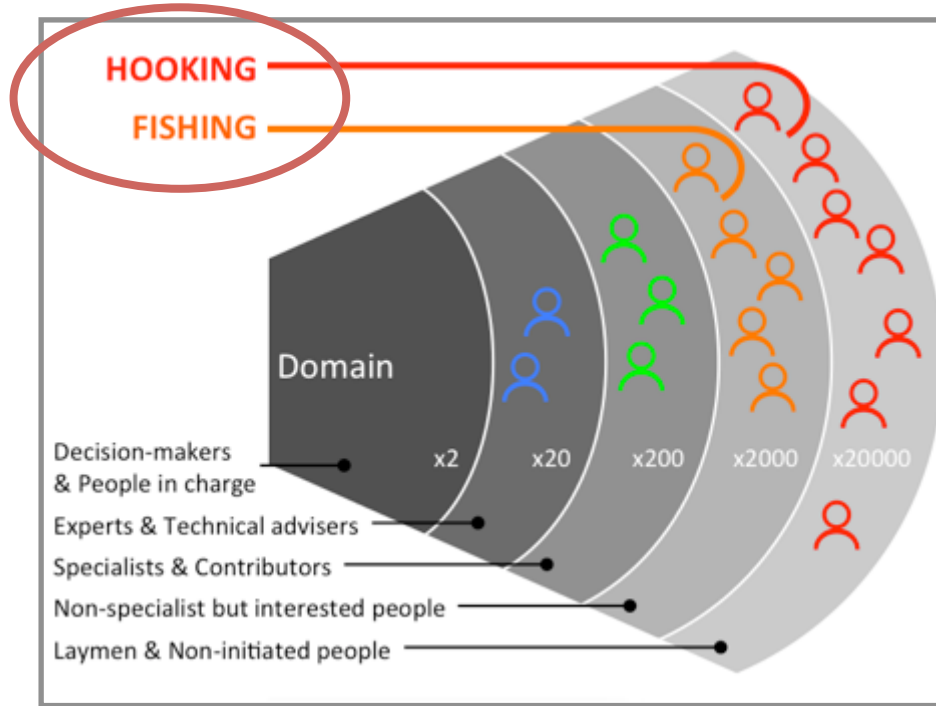 HOOKING
FISHING
Domain
x2
x20
x200
x2000
x20000
Decision-makers
& People in charge
Experts & Technical advisers
Specialists & Contributors
Non-specialist but interested people
Laymen & Non-initiated people